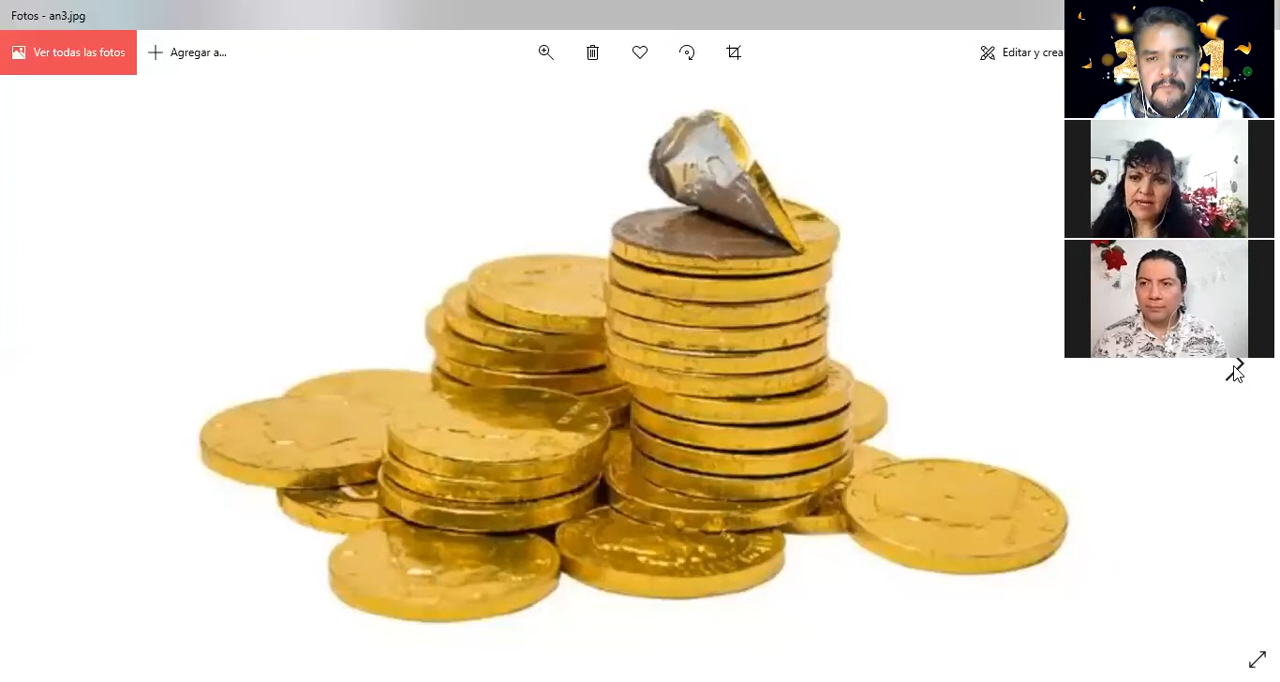 Fotos - an3.jpg
Ver todas las fotos
Agregar a...
Editar y crea